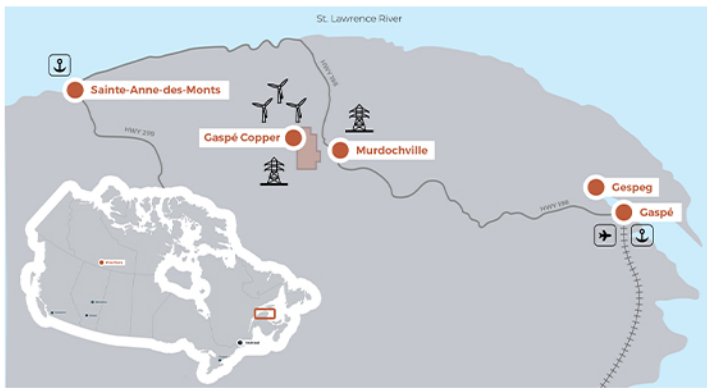 St. Lawrence River
Sainte-Anne-des-Monts
HWY 198
HWY 299
Gaspé Copper
Murdochville
Gespeg
HWY 198
Gaspé